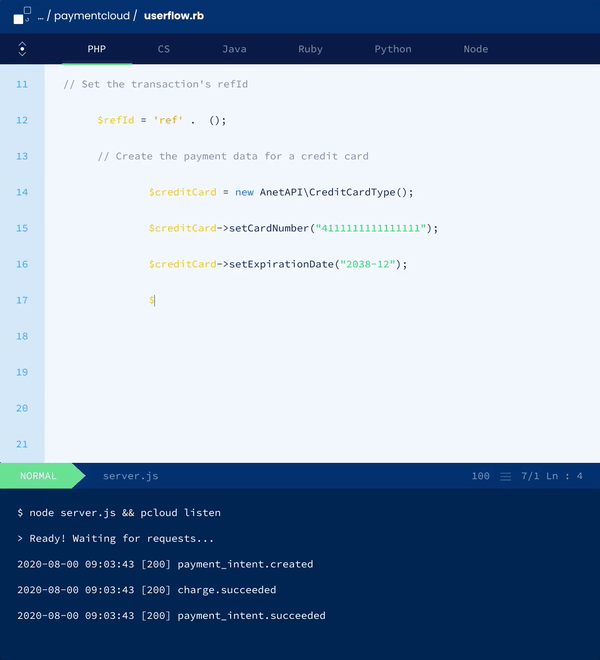 … / paymentcloud / userflow.rb
PHP CS Java Ruby Python Node
11 // Set the transaction's refId
12 $refId = 'ref' .  ();
13 // Create the payment data for a credit card
14 $creditCard = new AnetAPI\CreditCardType();
15 $creditCard->setCardNumber("4111111111111111");
16 $creditCard->setExpirationDate("2038-12");
17 $
18
19
20
21
NORMAL server.js 100 7/1 Ln : 4
$ node server.js && pcloud listen
> Ready! Waiting for requests...
2020-08-00 09:03:43 [200] payment_intent.created
2020-08-00 09:03:43 [200] charge.succeeded
2020-08-00 09:03:43 [200] payment_intent.succeeded